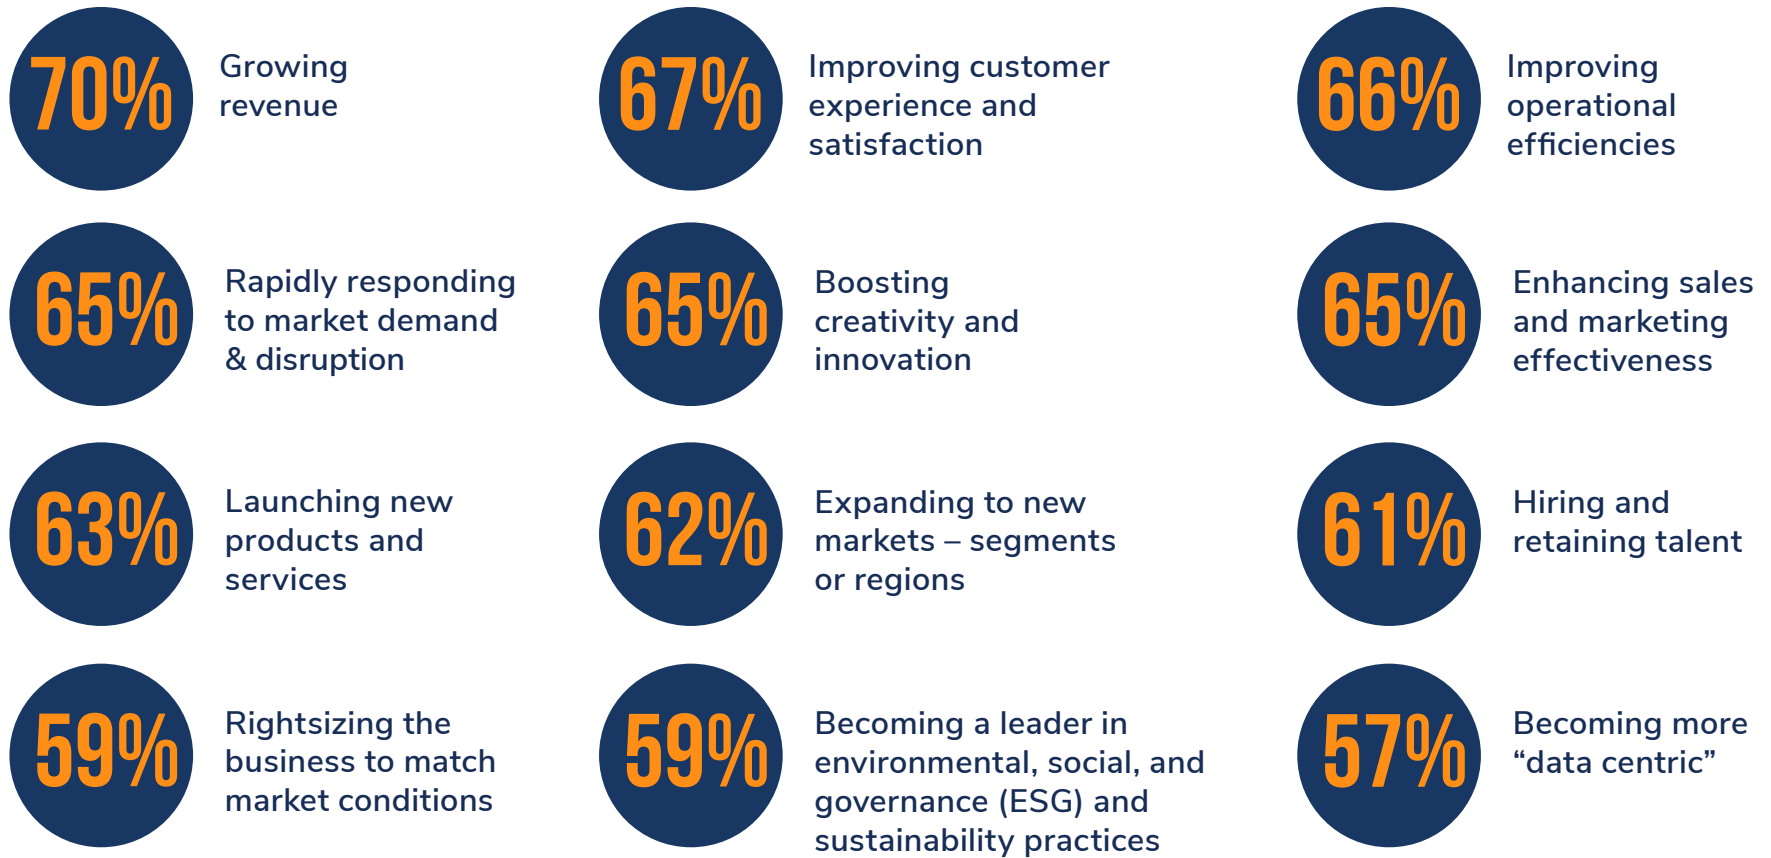 70%
Growing
revenue
67%
Improving customer
experience and
satisfaction
66%
Improving
operational
efficiencies
65%
Rapidly responding
to market demand
& disruption
65%
Boosting
creativity and
innovation
65%
Enhancing sales
and marketing
effectiveness
63%
Launching new
products and
services
62%
Expanding to new
markets – segments
or regions
61%
Hiring and
retaining talent
59%
Rightsizing the
business to match
market conditions
59%
Becoming a leader in
environmental, social, and
governance (ESG) and
sustainability practices
57%
Becoming more
“data centric”